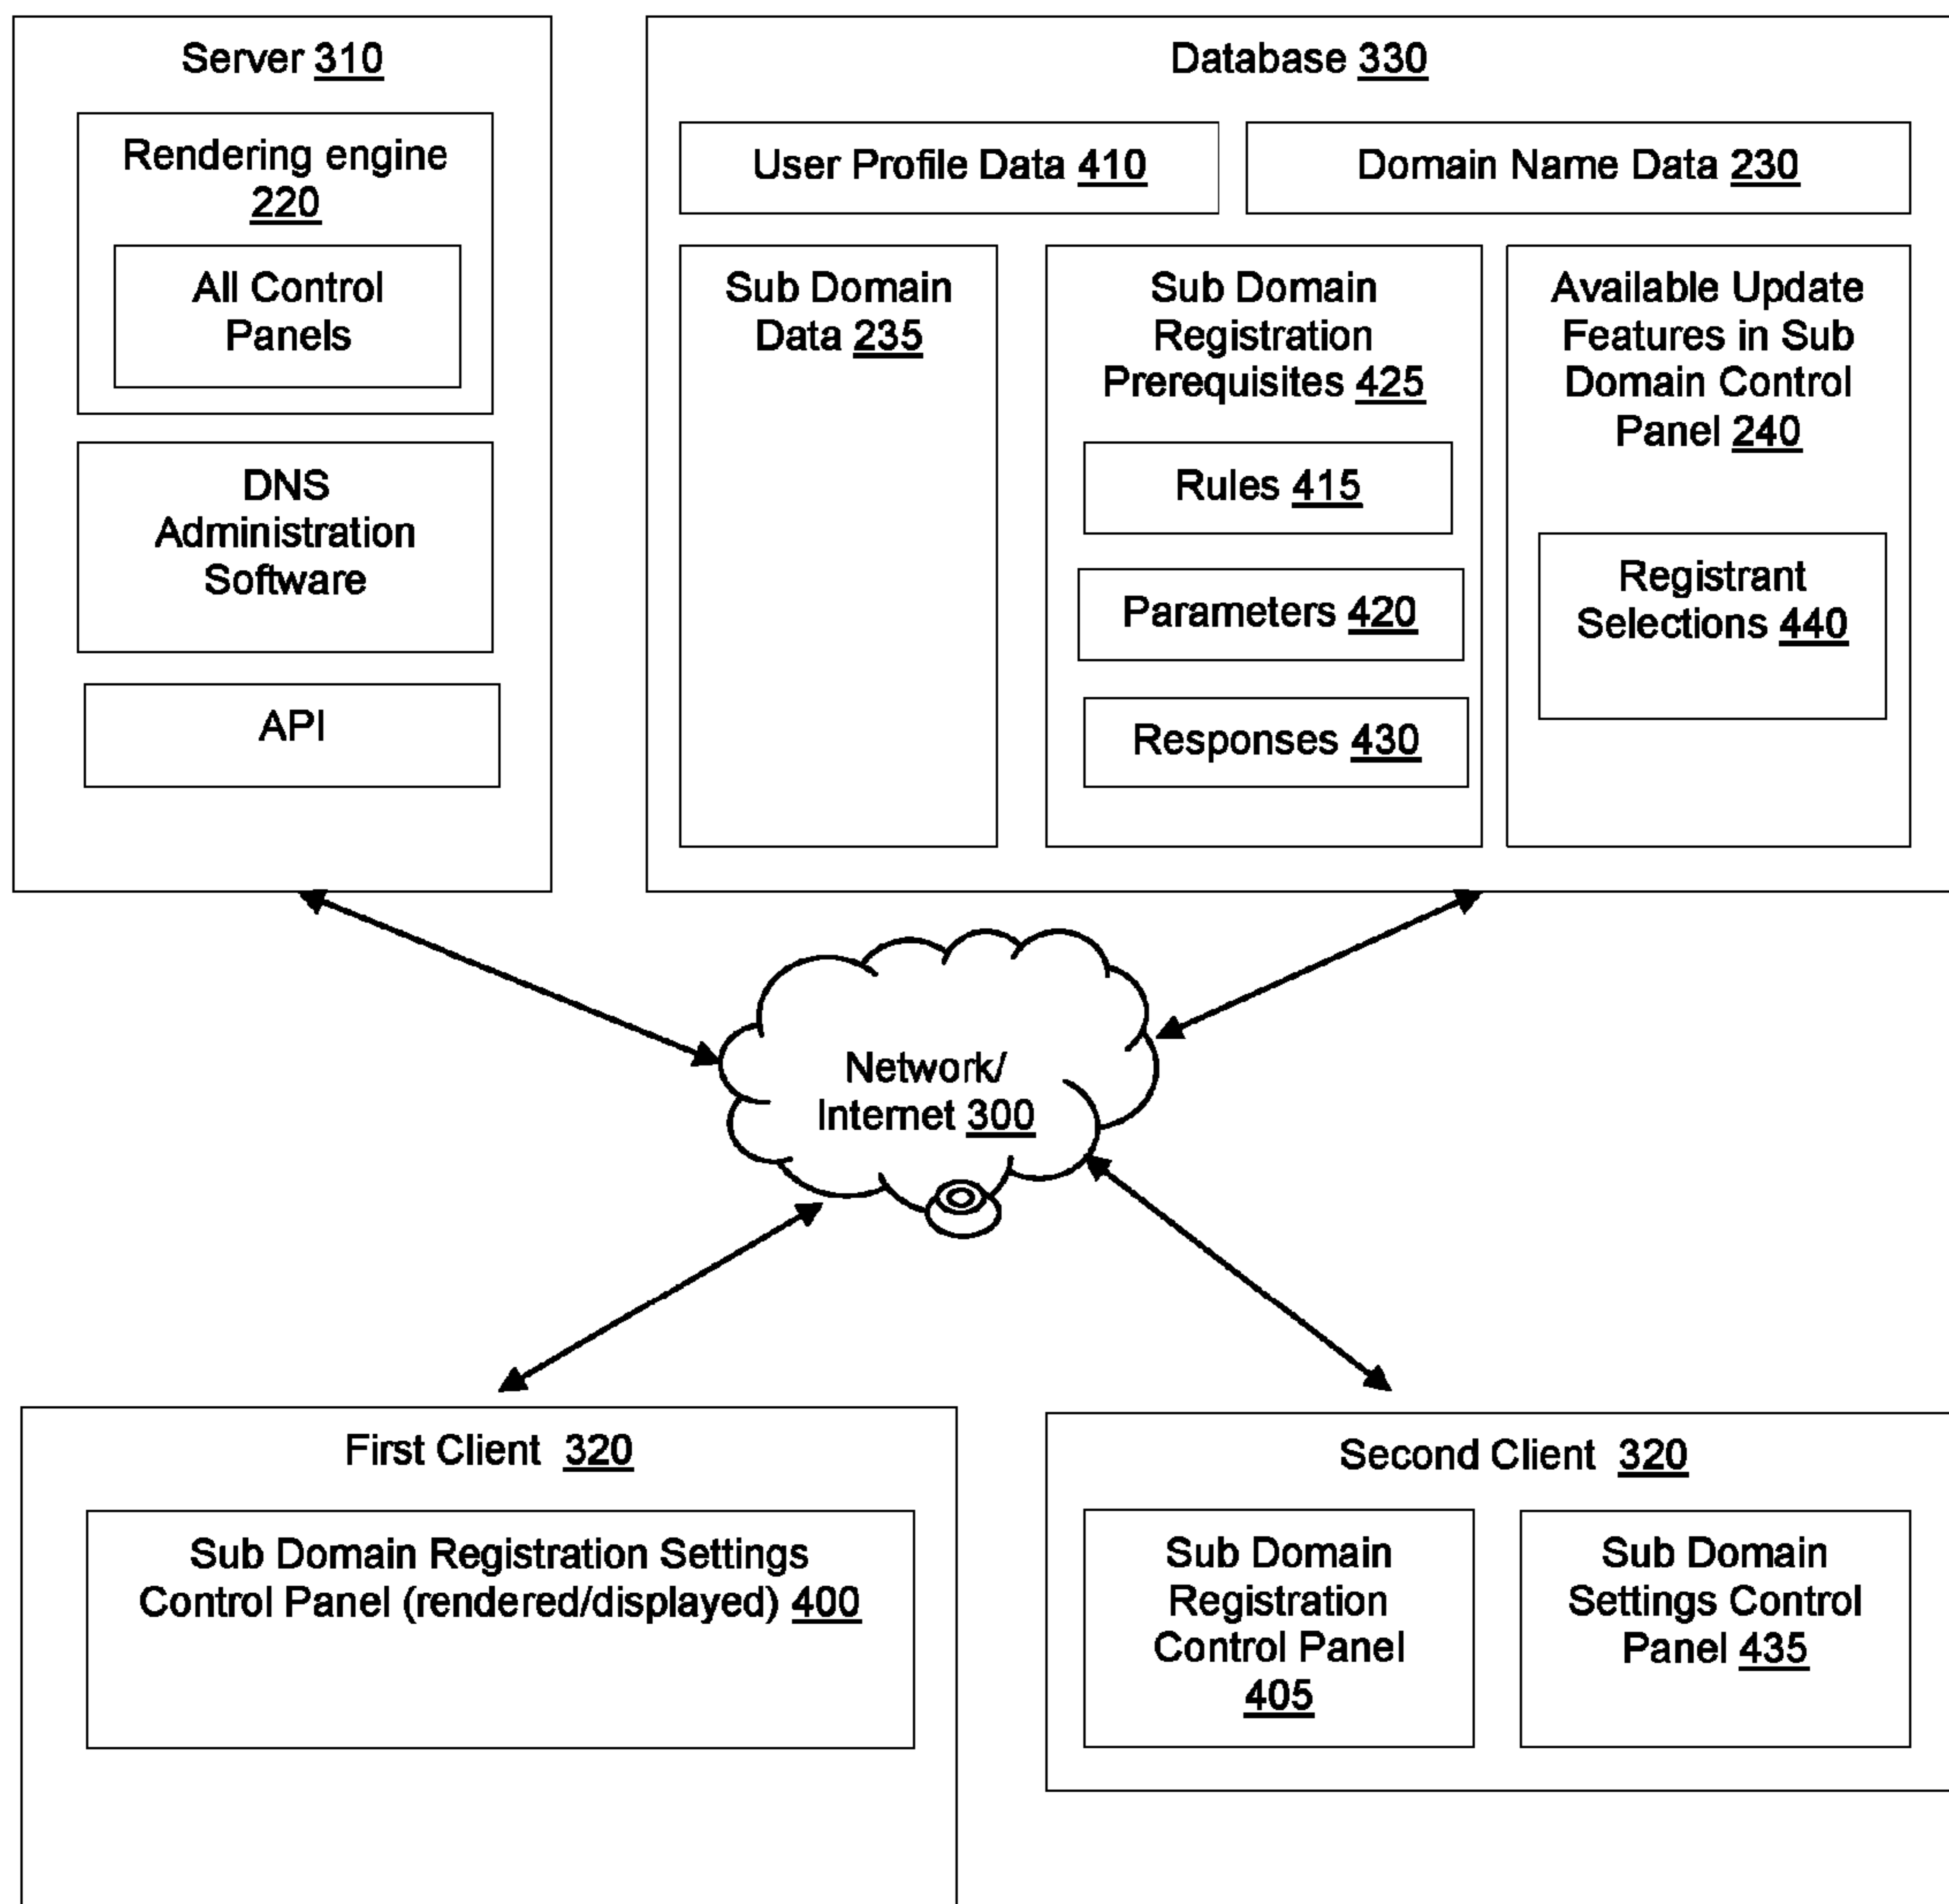 Server 310
Rendering engine
220
All Control
Panels
DNS
Administration
Software
API
Database 330
User Profile Data 410
Domain Name Data 230
Sub Domain
Data 235
Sub Domain
Registration
Prerequisites 425
Rules 415
Parameters 420
Responses 430
Available Update
Features in Sub
Domain Control
Panel 240
Registrant
Selections 440
Network/
Internet 300
First Client 320
Sub Domain Registration Settings
Control Panel (rendered/displayed) 400
Second Client 320
Sub Domain
Registration
Control Panel
405
Sub Domain
Settings Control
Panel 435